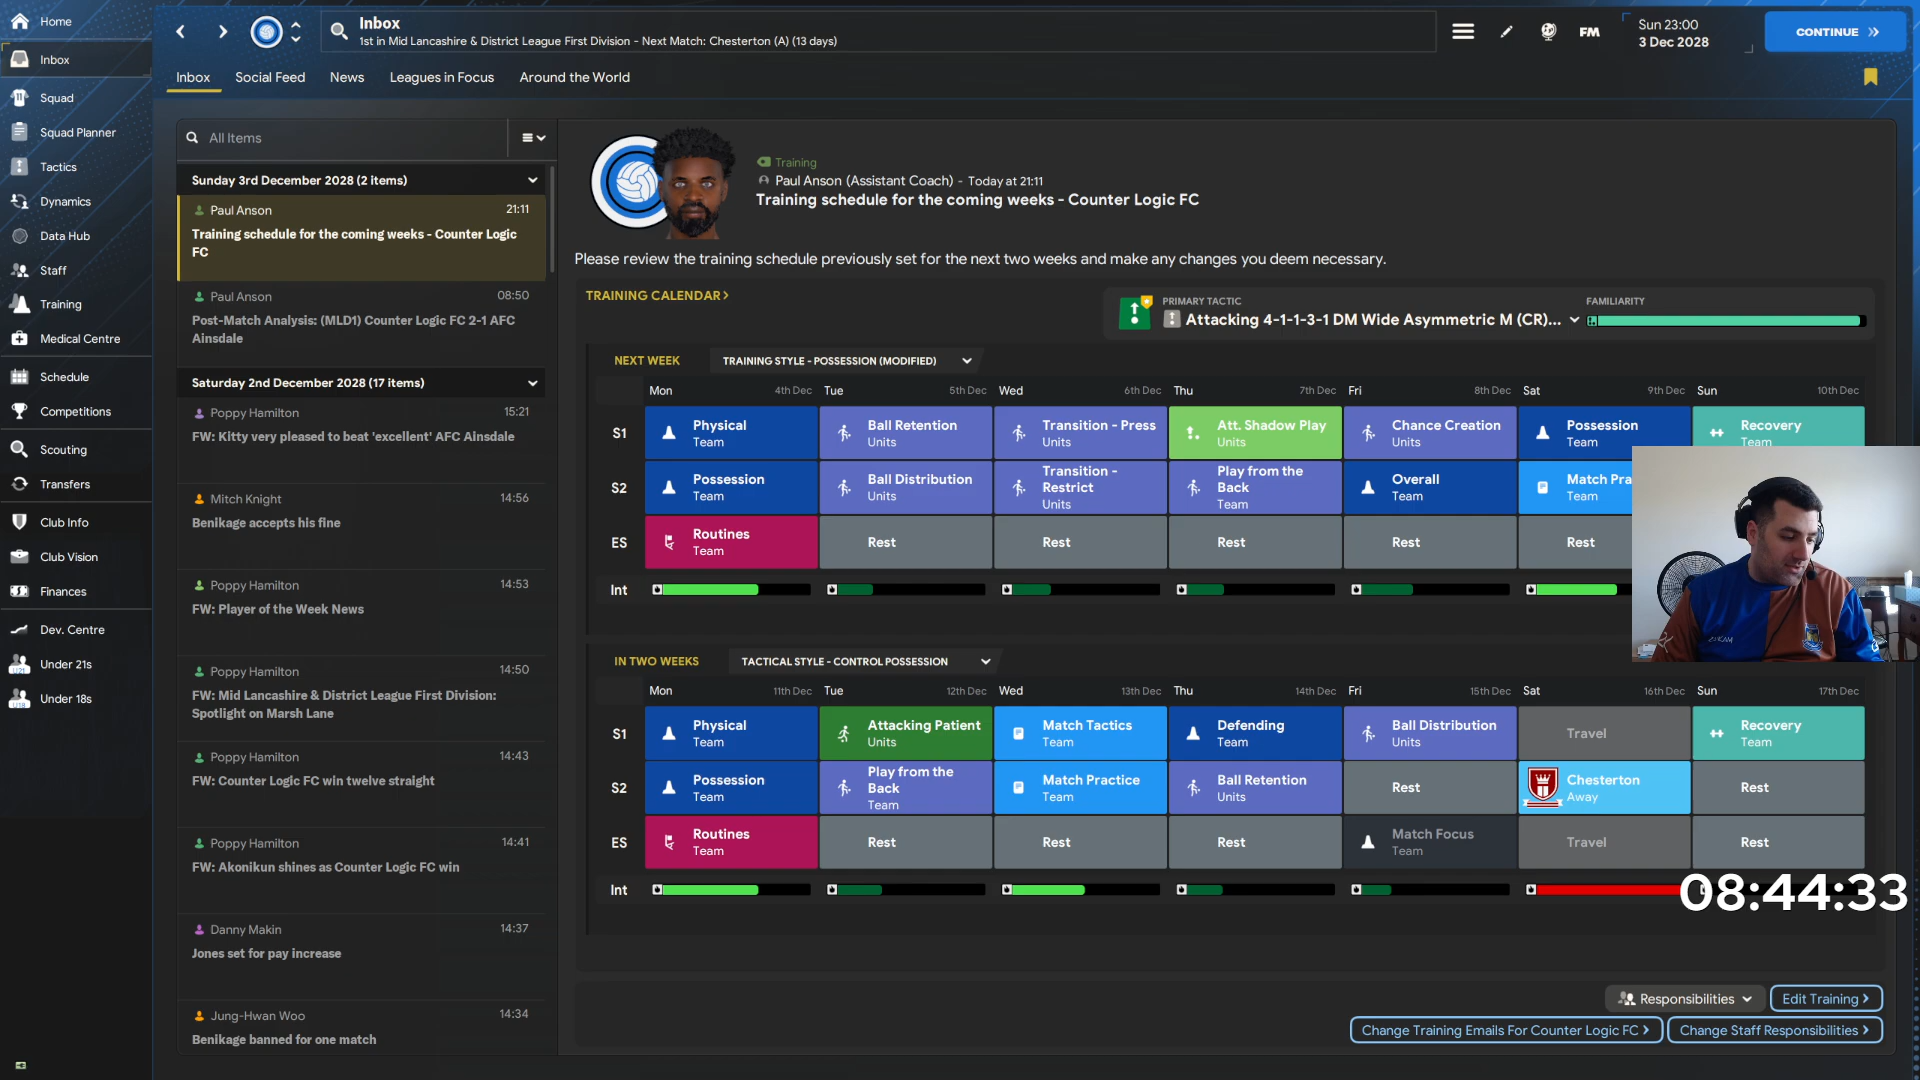 Home
Inbox
Squad
Squad Planner
Tactics
Dynamics
Data Hub
Staff
Training
Medical Centre
Schedule
Competitions
Scouting
Transfers
Club Info
Club Vision
Finances
Dev. Centre
Under 21s
Under 18s
Inbox
1st in Mid Lancashire & District League First Division - Next Match: Chesterton (A) (13 days)
FM
Sun 23:00
3 Dec 2028
CONTINUE
Inbox
Social Feed
News
Leagues in Focus
Around the World
All Items
Sunday 3rd December 2028 (2 items)
Paul Anson 21:11
Training schedule for the coming weeks - Counter Logic
FC
Paul Anson 08:50
Post-Match Analysis: (MLD1) Counter Logic FC 2-1 AFC
Ainsdale
Saturday 2nd December 2028 (17 items)
Poppy Hamilton 15:21
FW: Kitty very pleased to beat 'excellent' AFC Ainsdale
Mitch Knight 14:56
Benikage accepts his fine
Poppy Hamilton 14:53
FW: Player of the Week News
Poppy Hamilton 14:50
FW: Mid Lancashire & District League First Division:
Spotlight on Marsh Lane
Poppy Hamilton 14:43
FW: Counter Logic FC win twelve straight
Poppy Hamilton 14:41
FW: Akonikun shines as Counter Logic FC win
Danny Makin 14:37
Jones set for pay increase
Jung-Hwan Woo 14:34
Benikage banned for one match
Training
Paul Anson (Assistant Coach) - Today at 21:11
Training schedule for the coming weeks - Counter Logic FC
Please review the training schedule previously set for the next two weeks and make any changes you deem necessary.
TRAINING CALENDAR
PRIMARY TACTIC
Attacking 4-1-1-3-1 DM Wide Asymmetric M (CR)...
FAMILIARITY
NEXT WEEK
TRAINING STYLE - POSSESSION (MODIFIED)
Mon 4th Dec Tue 5th Dec Wed 6th Dec Thu 7th Dec Fri 8th Dec Sat 9th Dec Sun 10th Dec
S1
Physical
Team
Ball Retention
Units
Transition - Press
Units
Att. Shadow Play
Units
Chance Creation
Units
Possession
Team
Recovery
Team
S2
Possession
Team
Ball Distribution
Units
Transition -
Restrict
Units
Play from the
Back
Team
Overall
Team
Match Pra
Team
ES
Routines
Team
Rest
Rest
Rest
Rest
Rest
Int
IN TWO WEEKS
TACTICAL STYLE - CONTROL POSSESSION
Mon 11th Dec Tue 12th Dec Wed 13th Dec Thu 14th Dec Fri 15th Dec Sat 16th Dec Sun 17th Dec
S1
Physical
Team
Attacking Patient
Units
Match Tactics
Team
Defending
Team
Ball Distribution
Units
Travel
Recovery
Team
S2
Possession
Team
Play from the
Back
Team
Match Practice
Team
Ball Retention
Units
Rest
Chesterton
Away
Rest
ES
Routines
Team
Rest
Rest
Rest
Match Focus
Team
Travel
Rest
Int
08:44:33
Responsibilities
Edit Training
Change Training Emails For Counter Logic FC
Change Staff Responsibilities